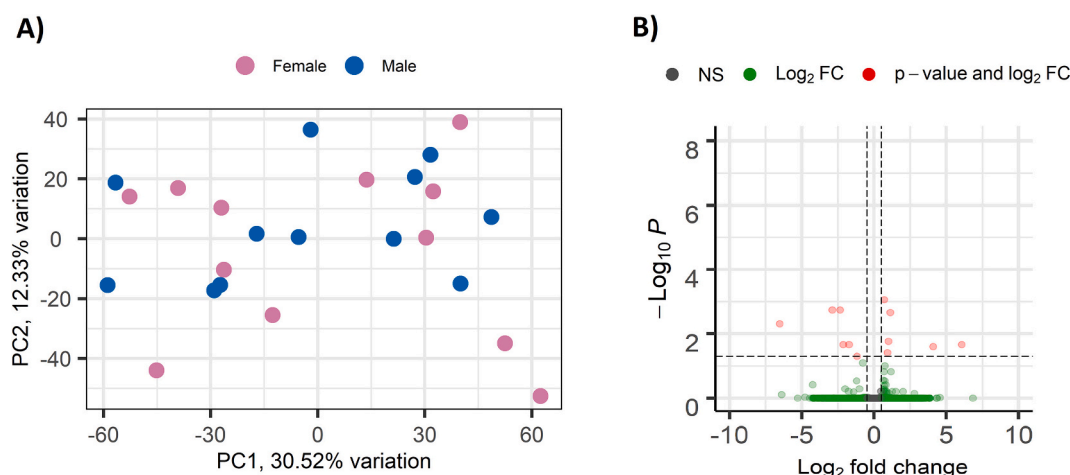 A)
Female Male
PC2, 12.33% variation
40
20
0
-20
-40
-60 -30 0 30 60
PC1, 30.52% variation
B)
NS Log₂ FC p − value and log₂ FC
−Log₁₀ P
8
6
4
2
0
-10 -5 0 5 10
Log₂ fold change